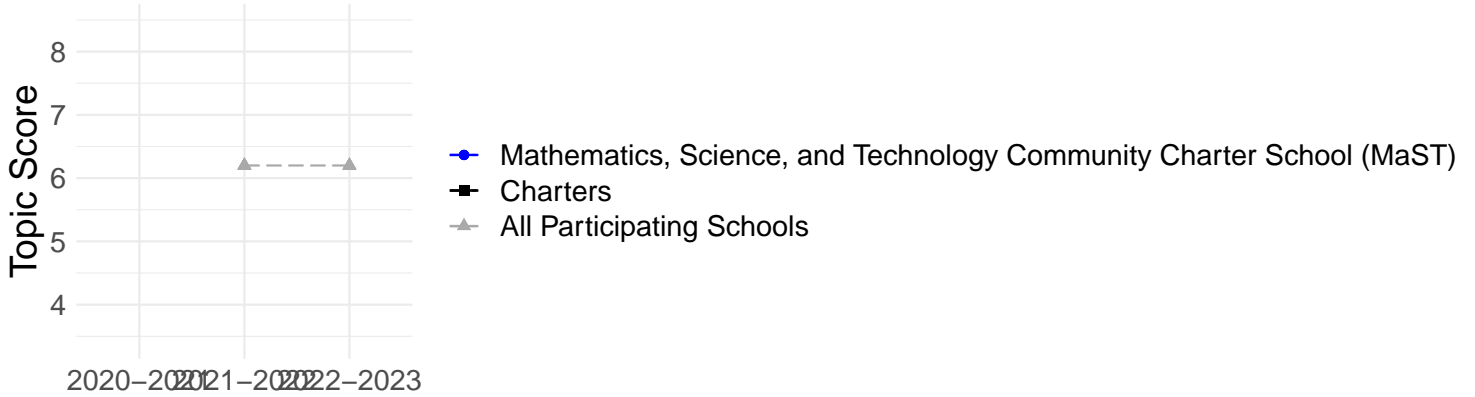 Topic Score
8
7
6
5
4
2020–2021
2021–2022
2022–2023
Mathematics, Science, and Technology Community Charter School (MaST)
Charters
All Participating Schools